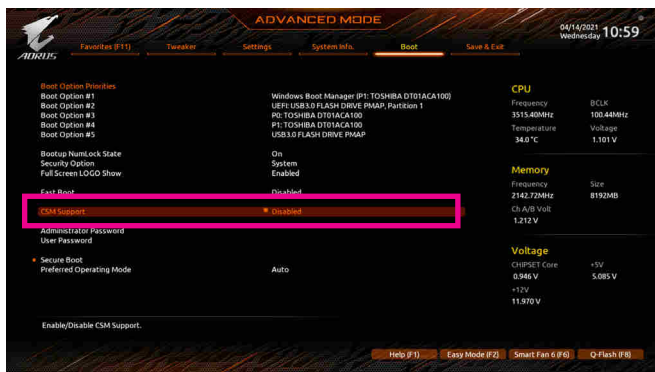 ADVANCED MODE
04/14/2021 Wednesday 10:59
AORUS
Favorites (F11) Tweaker Settings System Info. Boot Save & Exit
Boot Option Priorities
Boot Option #1 Windows Boot Manager (P1: TOSHIBA DT01ACA100)
Boot Option #2 UEFI: USB3.0 FLASH DRIVE PMAP, Partition 1
Boot Option #3 P0: TOSHIBA DT01ACA100
Boot Option #4 P1: TOSHIBA DT01ACA100
Boot Option #5 USB3.0 FLASH DRIVE PMAP
Bootup NumLock State On
Security Option System
Full Screen LOGO Show Enabled
Fast Boot Disabled
CSM Support Disabled
Administrator Password
User Password
Secure Boot
Preferred Operating Mode Auto
CPU
Frequency BCLK
3515.40MHz 100.44MHz
Temperature Voltage
34.0 °C 1.101 V
Memory
Frequency Size
2142.72MHz 8192MB
Ch A/B Volt
1.212 V
Voltage
CHIPSET Core +5V
0.946 V 5.085 V
+12V
11.970 V
Enable/Disable CSM Support.
Help (F1) Easy Mode (F2) Smart Fan 6 (F6) Q-Flash (F8)